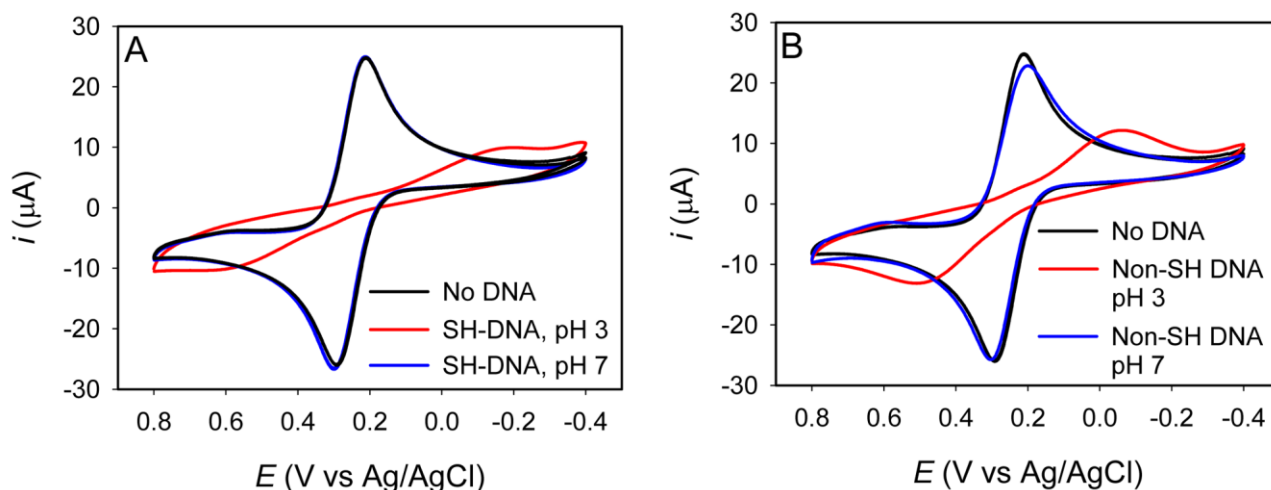 A
30
20
10
0
-10
-20
-30
i (µA)
0.8 0.6 0.4 0.2 0.0 -0.2 -0.4
E (V vs Ag/AgCl)
No DNA
SH-DNA, pH 3
SH-DNA, pH 7
B
30
20
10
0
-10
-20
-30
i (µA)
0.8 0.6 0.4 0.2 0.0 -0.2 -0.4
E (V vs Ag/AgCl)
No DNA
Non-SH DNA
pH 3
Non-SH DNA
pH 7